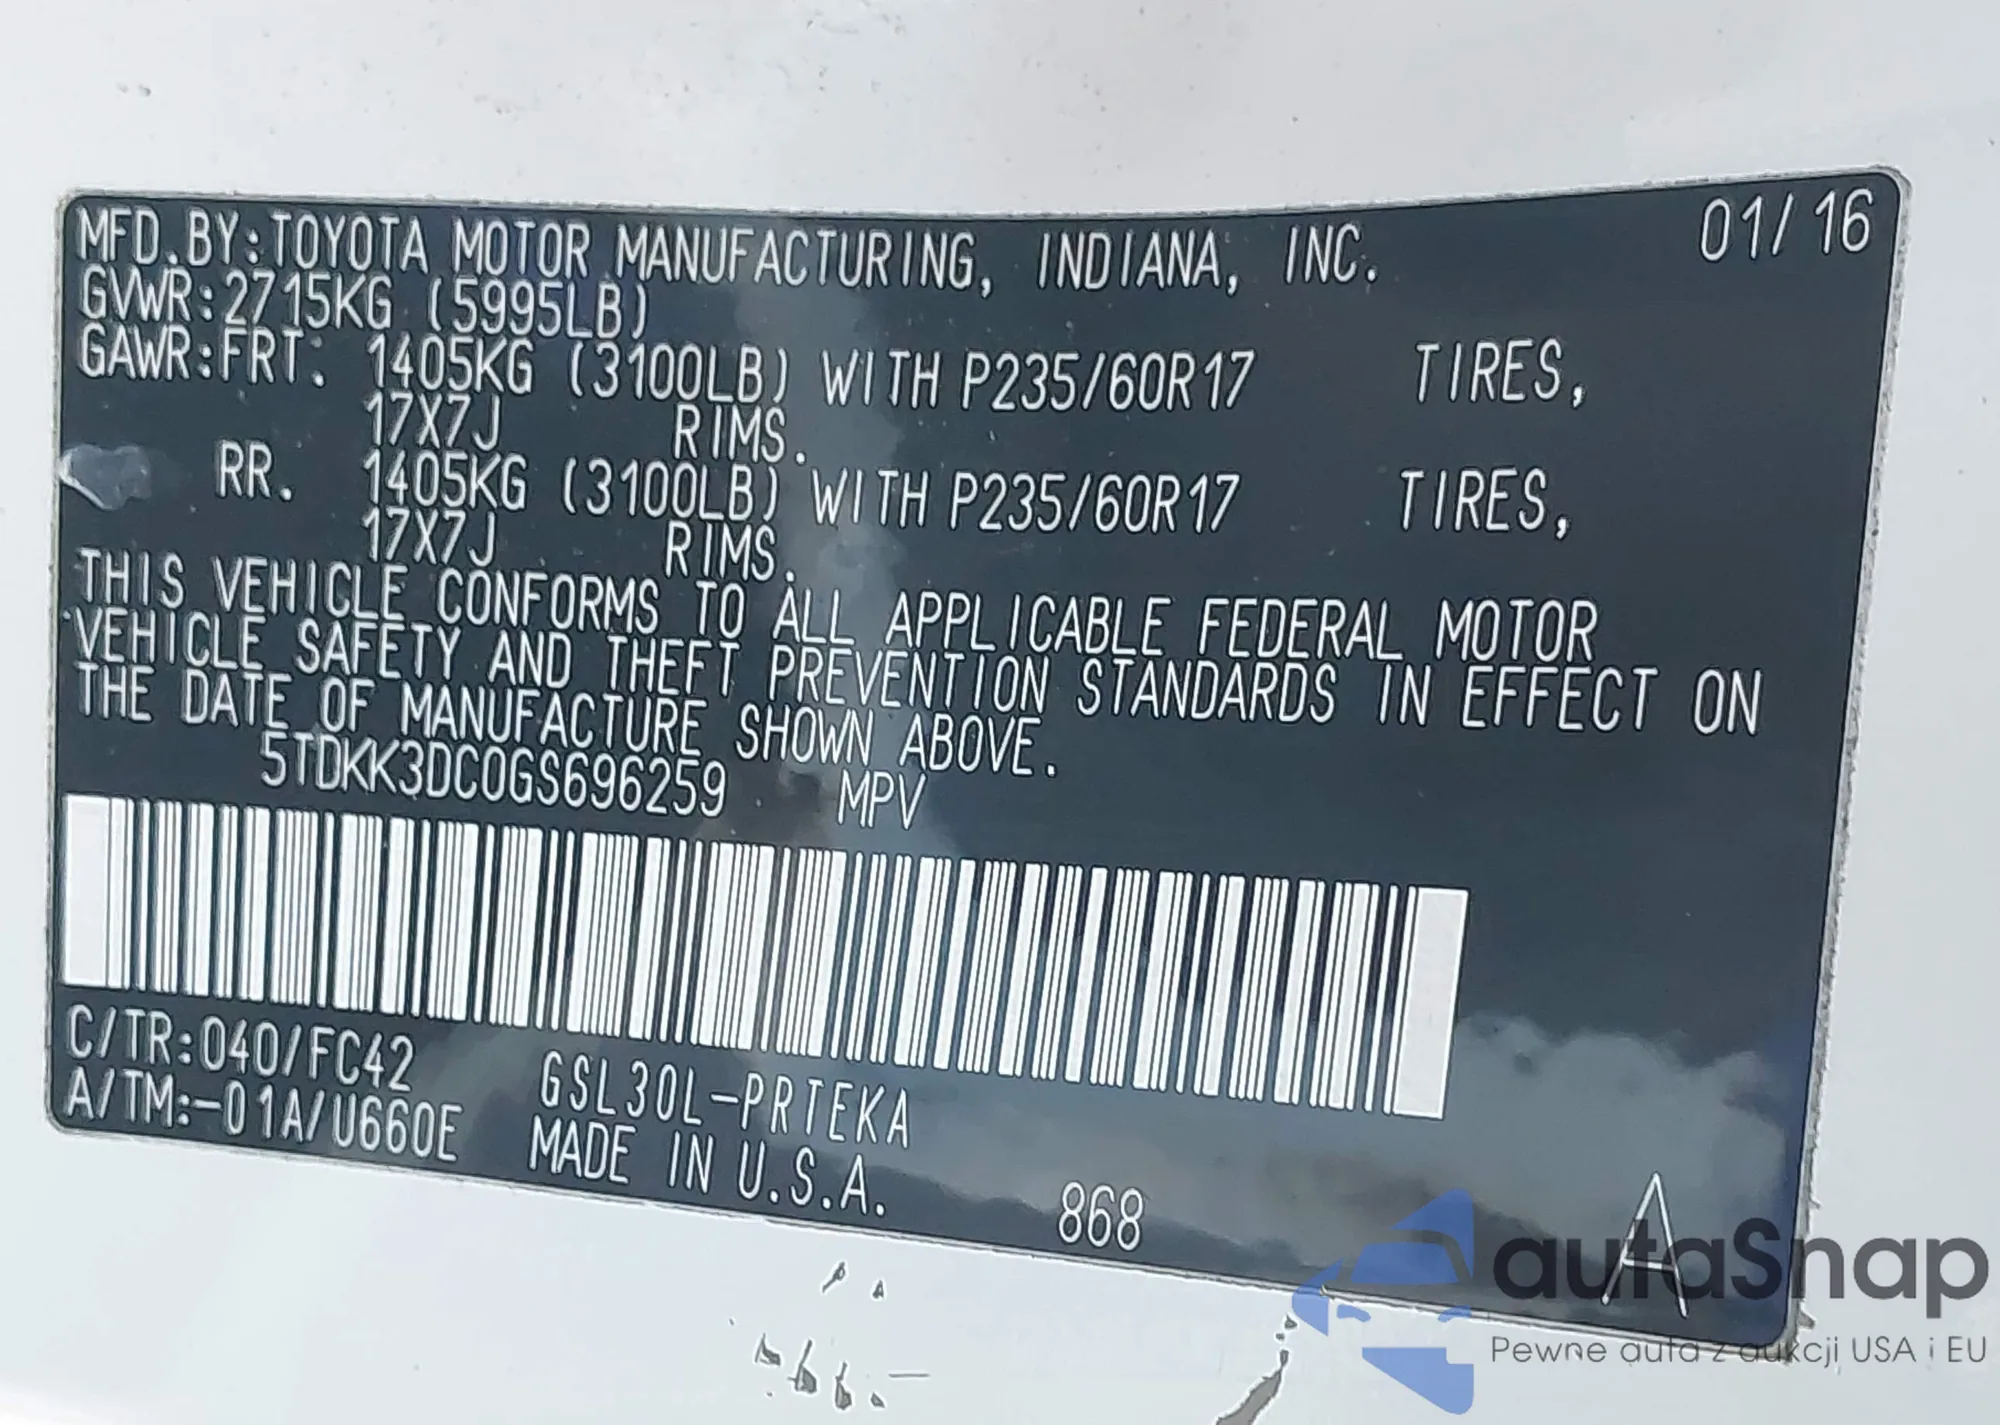 MFD.BY:TOYOTA MOTOR MANUFACTURING, INDIANA, INC. 01/16
GVWR:2715KG (5995LB)
GAWR:FRT: 1405KG (3100LB) WITH P235/60R17 TIRES,
17X7J RIMS.
RR. 1405KG (3100LB) WITH P235/60R17 TIRES,
17X7J RIMS.
THIS VEHICLE CONFORMS TO ALL APPLICABLE FEDERAL MOTOR
VEHICLE SAFETY AND THEFT PREVENTION STANDARDS IN EFFECT ON
THE DATE OF MANUFACTURE SHOWN ABOVE.
5TDKK3DC0GS696259 MPV
C/TR:040/FC42 GSL30L-PRTEKA
A/TM:-01A/U660E MADE IN U.S.A. 868 A
autaSnap
Pewne auta z aukcji USA i EU